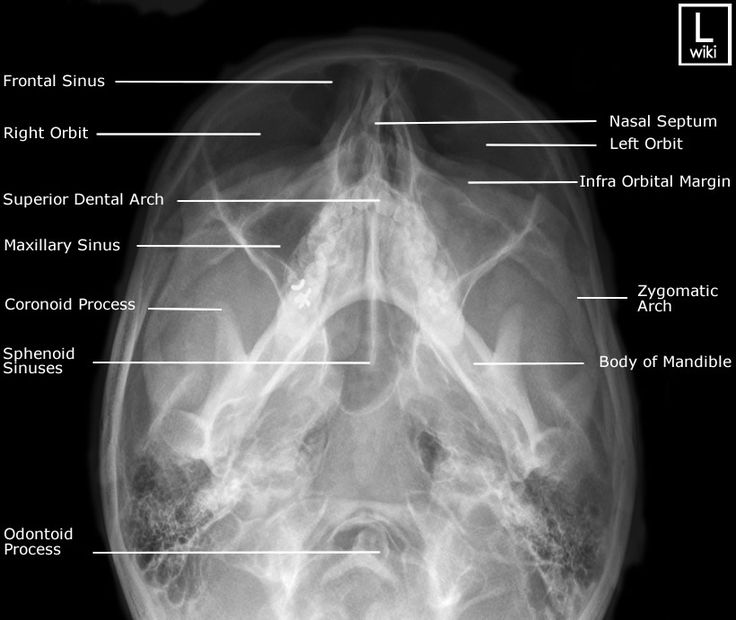 L
wiki
Frontal Sinus
Nasal Septum
Right Orbit
Left Orbit
Infra Orbital Margin
Superior Dental Arch
Maxillary Sinus
Coronoid Process
Zygomatic
Arch
Sphenoid
Sinuses
Body of Mandible
Odontoid
Process